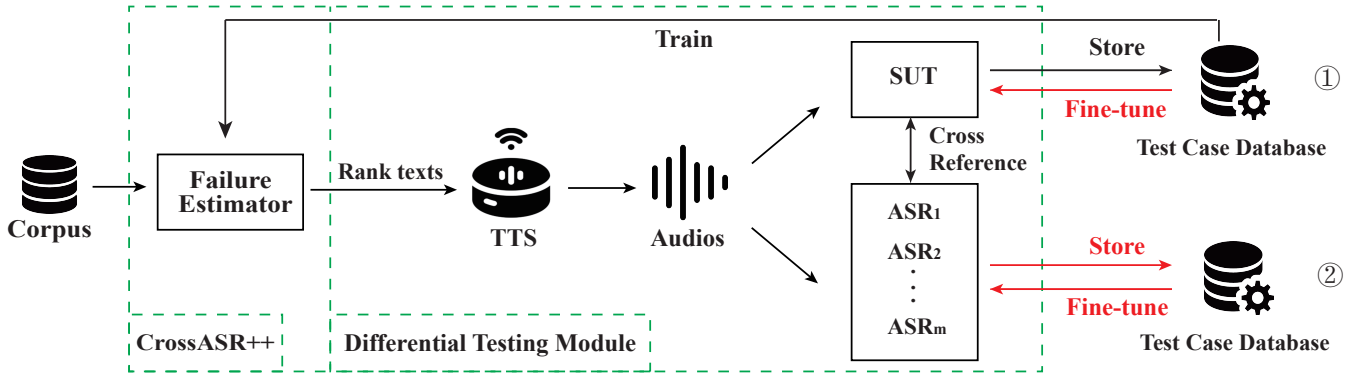 Train
SUT
Store
Fine-tune
①
Test Case Database
Cross
Reference
Corpus
Failure
Estimator
Rank texts
TTS
Audios
ASR1
ASR2
ASRm
Store
Fine-tune
②
Test Case Database
CrossASR++
Differential Testing Module